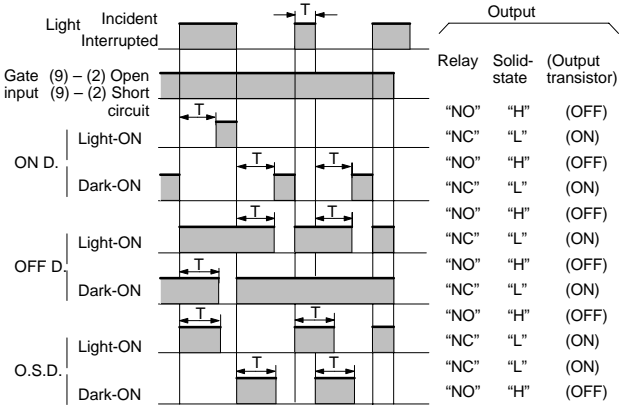 T
Output
Light Incident
Interrupted
Relay Solid-state (Output transistor)
Gate input (9) – (2) Open
(9) – (2) Short circuit
T
"NO" "H" (OFF)
ON D.
Light-ON
"NC" "L" (ON)
T T
"NO" "H" (OFF)
Dark-ON
"NC" "L" (ON)
T T
"NO" "H" (OFF)
OFF D.
Light-ON
"NC" "L" (ON)
T
"NO" "H" (OFF)
Dark-ON
"NC" "L" (ON)
T T
"NO" "H" (OFF)
O.S.D.
Light-ON
"NC" "L" (ON)
T T
"NC" "L" (ON)
Dark-ON
"NO" "H" (OFF)